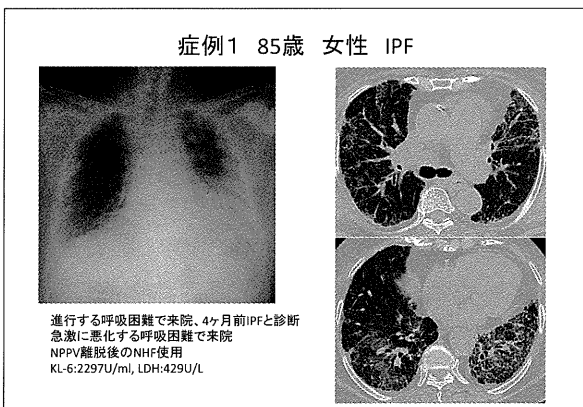 症例1 85歳 女性 IPF
進行する呼吸困難で来院、4ヶ月前IPFと診断
急激に悪化する呼吸困難で来院
NPPV離脱後のNHF使用
KL-6:2297U/ml, LDH:429U/L